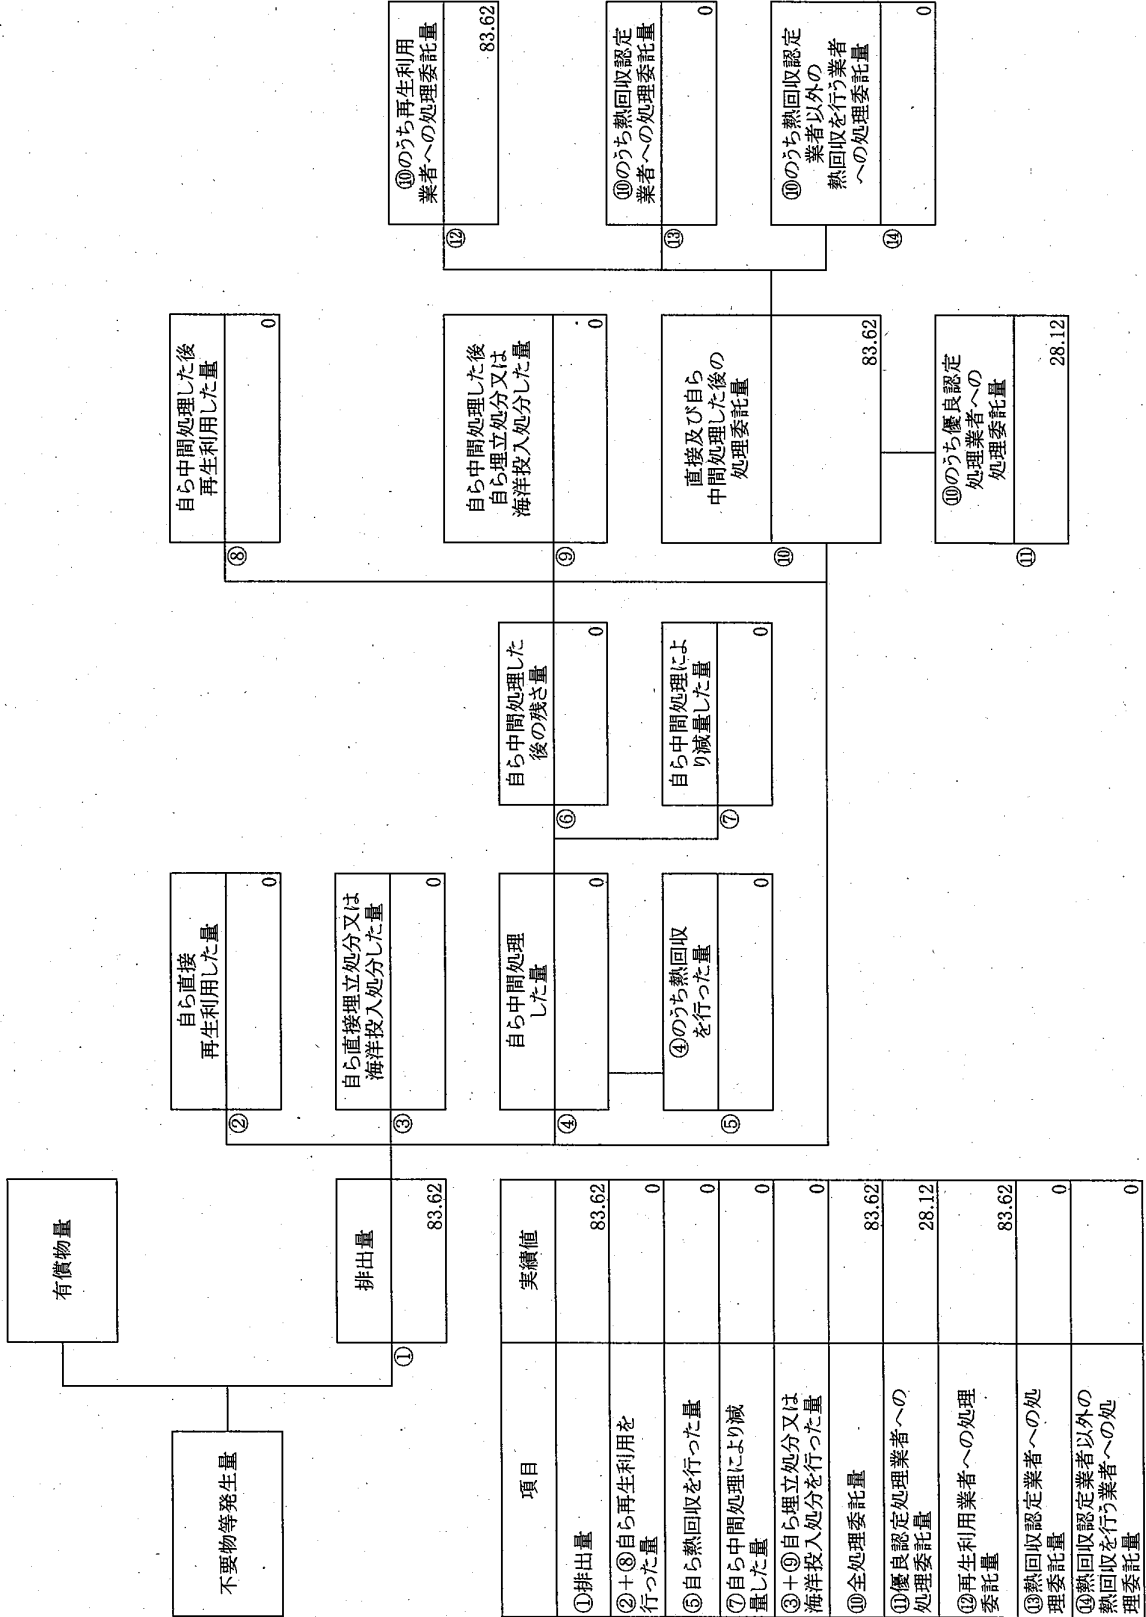 不要物等発生量
有償物量
排出量
①
83.62
自ら直接
再生利用した量
②
0
自ら直接埋立処分又は
海洋投入処分した量
③
0
自ら中間処理
した量
④
0
④のうち熱回収
を行った量
⑤
0
自ら中間処理した
後の残さ量
⑥
0
自ら中間処理によ
り減量した量
⑦
0
自ら中間処理した後
再生利用した量
⑧
0
自ら中間処理した後
自ら埋立処分又は
海洋投入処分した量
⑨
0
直接及び自ら
中間処理した後の
処理委託量
⑩
83.62
⑩のうち優良認定
処理業者への
処理委託量
⑪
28.12
⑩のうち再生利用
業者への処理委託量
⑫
83.62
⑩のうち熱回収認定
業者への処理委託量
⑬
0
⑩のうち熱回収認定
業者以外の
熱回収を行う業者
への処理委託量
⑭
0
項目 実績値
①排出量 83.62
②+⑧自ら再生利用を
行った量 0
⑤自ら熱回収を行った量 0
⑦自ら中間処理により減
量した量 0
③+⑨自ら埋立処分又は
海洋投入処分を行った量 0
⑩全処理委託量 83.62
⑪優良認定処理業者への
処理委託量 28.12
⑫再生利用業者への処理
委託量 83.62
⑬熱回収認定業者への処
理委託量 0
⑭熱回収認定業者以外の
熱回収を行う業者への処
理委託量 0